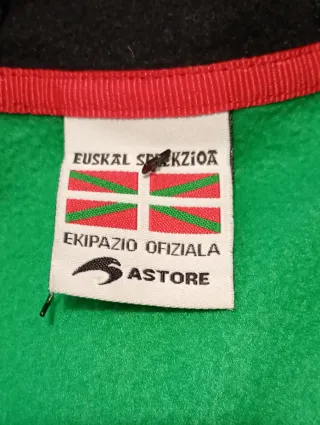 EUSKAL SELEKZIOA
EKIPAZIO OFIZIALA
ASTORE